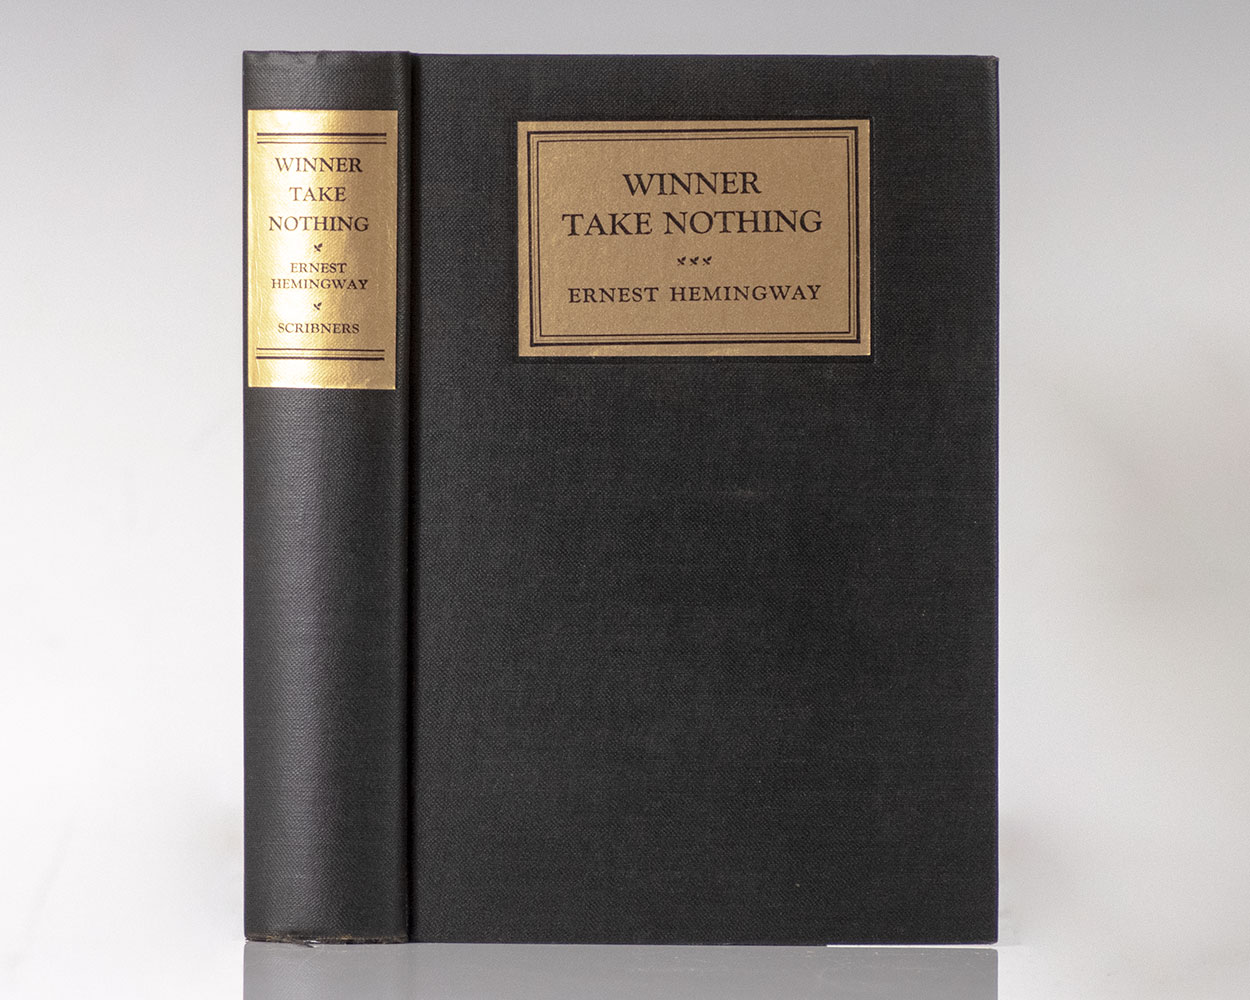 WINNER
TAKE
NOTHING
ERNEST
HEMINGWAY
SCRIBNERS
WINNER
TAKE NOTHING
ERNEST HEMINGWAY